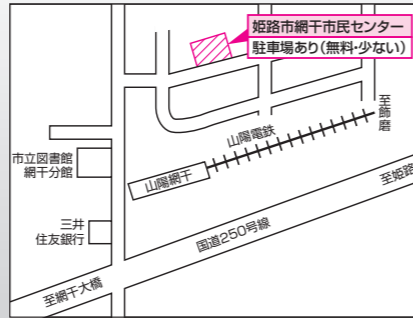 姫路市網干市民センター
駐車場あり(無料・少ない)
至飾磨
山陽電鉄
市立図書館
網干分館
山陽網干
至姫路
三井
住友銀行
国道250号線
至網干大橋